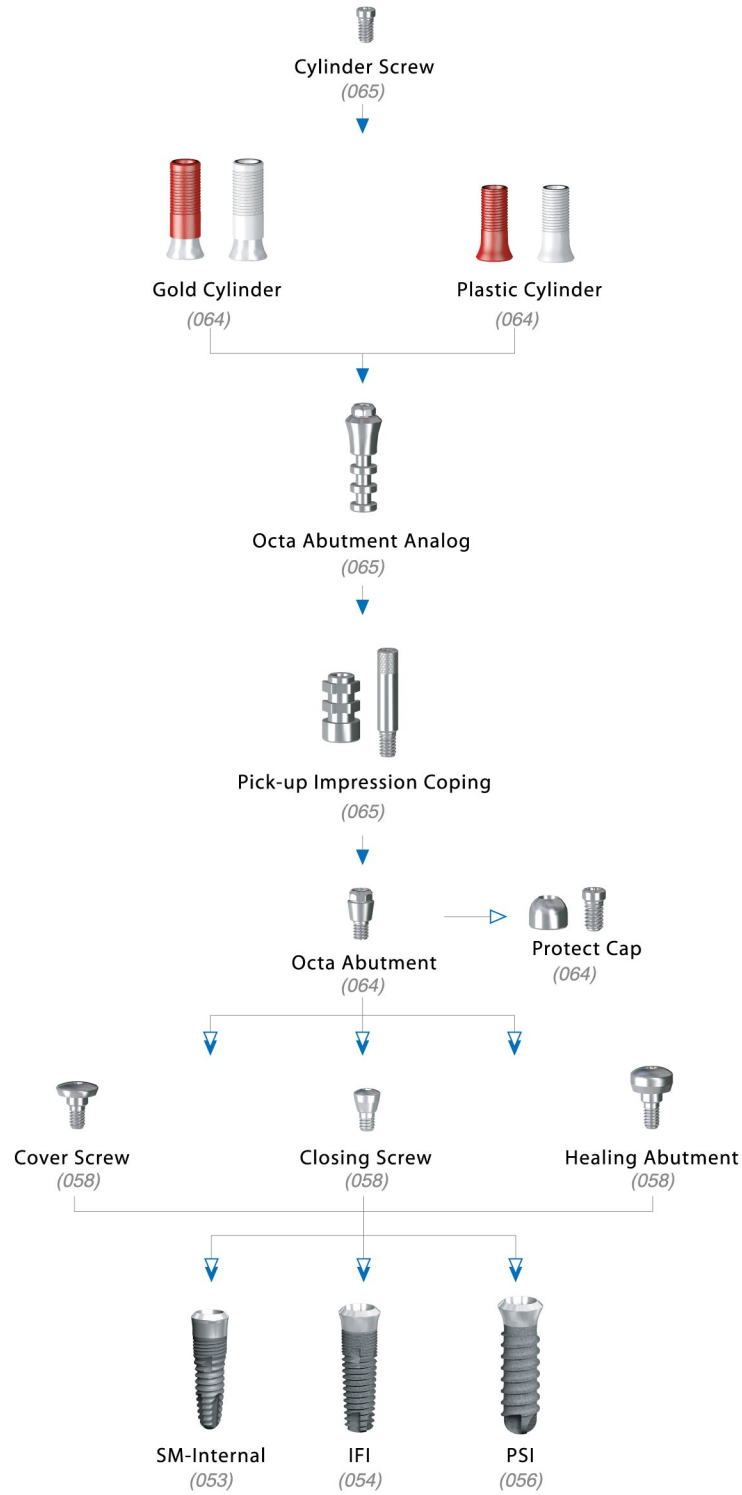 Cylinder Screw
(065)
Gold Cylinder
(064)
Plastic Cylinder
(064)
Octa Abutment Analog
(065)
Pick-up Impression Coping
(065)
Octa Abutment
(064)
Protect Cap
(064)
Cover Screw
(058)
Closing Screw
(058)
Healing Abutment
(058)
SM-Internal
(053)
IFI
(054)
PSI
(056)